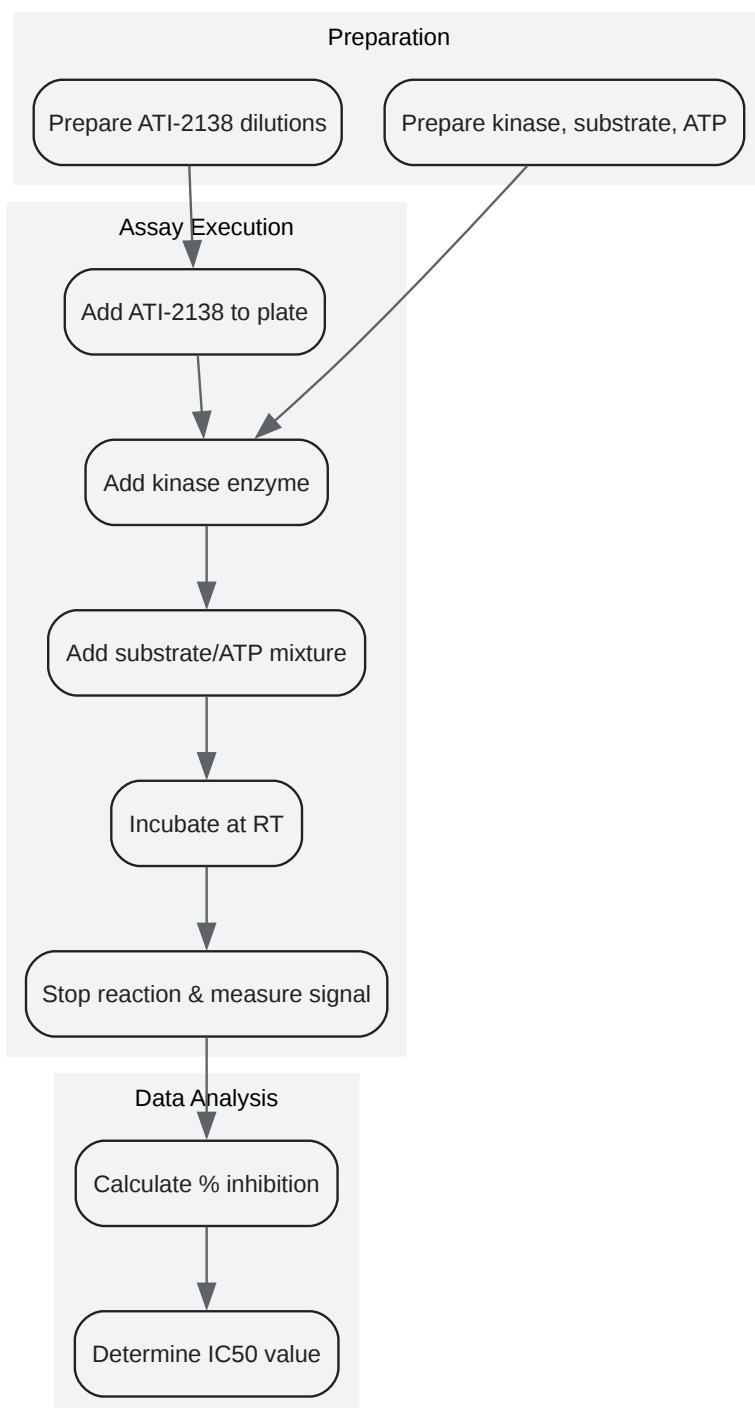 Preparation
Prepare ATI-2138 dilutions
Prepare kinase, substrate, ATP
Assay Execution
Add ATI-2138 to plate
Add kinase enzyme
Add substrate/ATP mixture
Incubate at RT
Stop reaction & measure signal
Data Analysis
Calculate % inhibition
Determine IC50 value